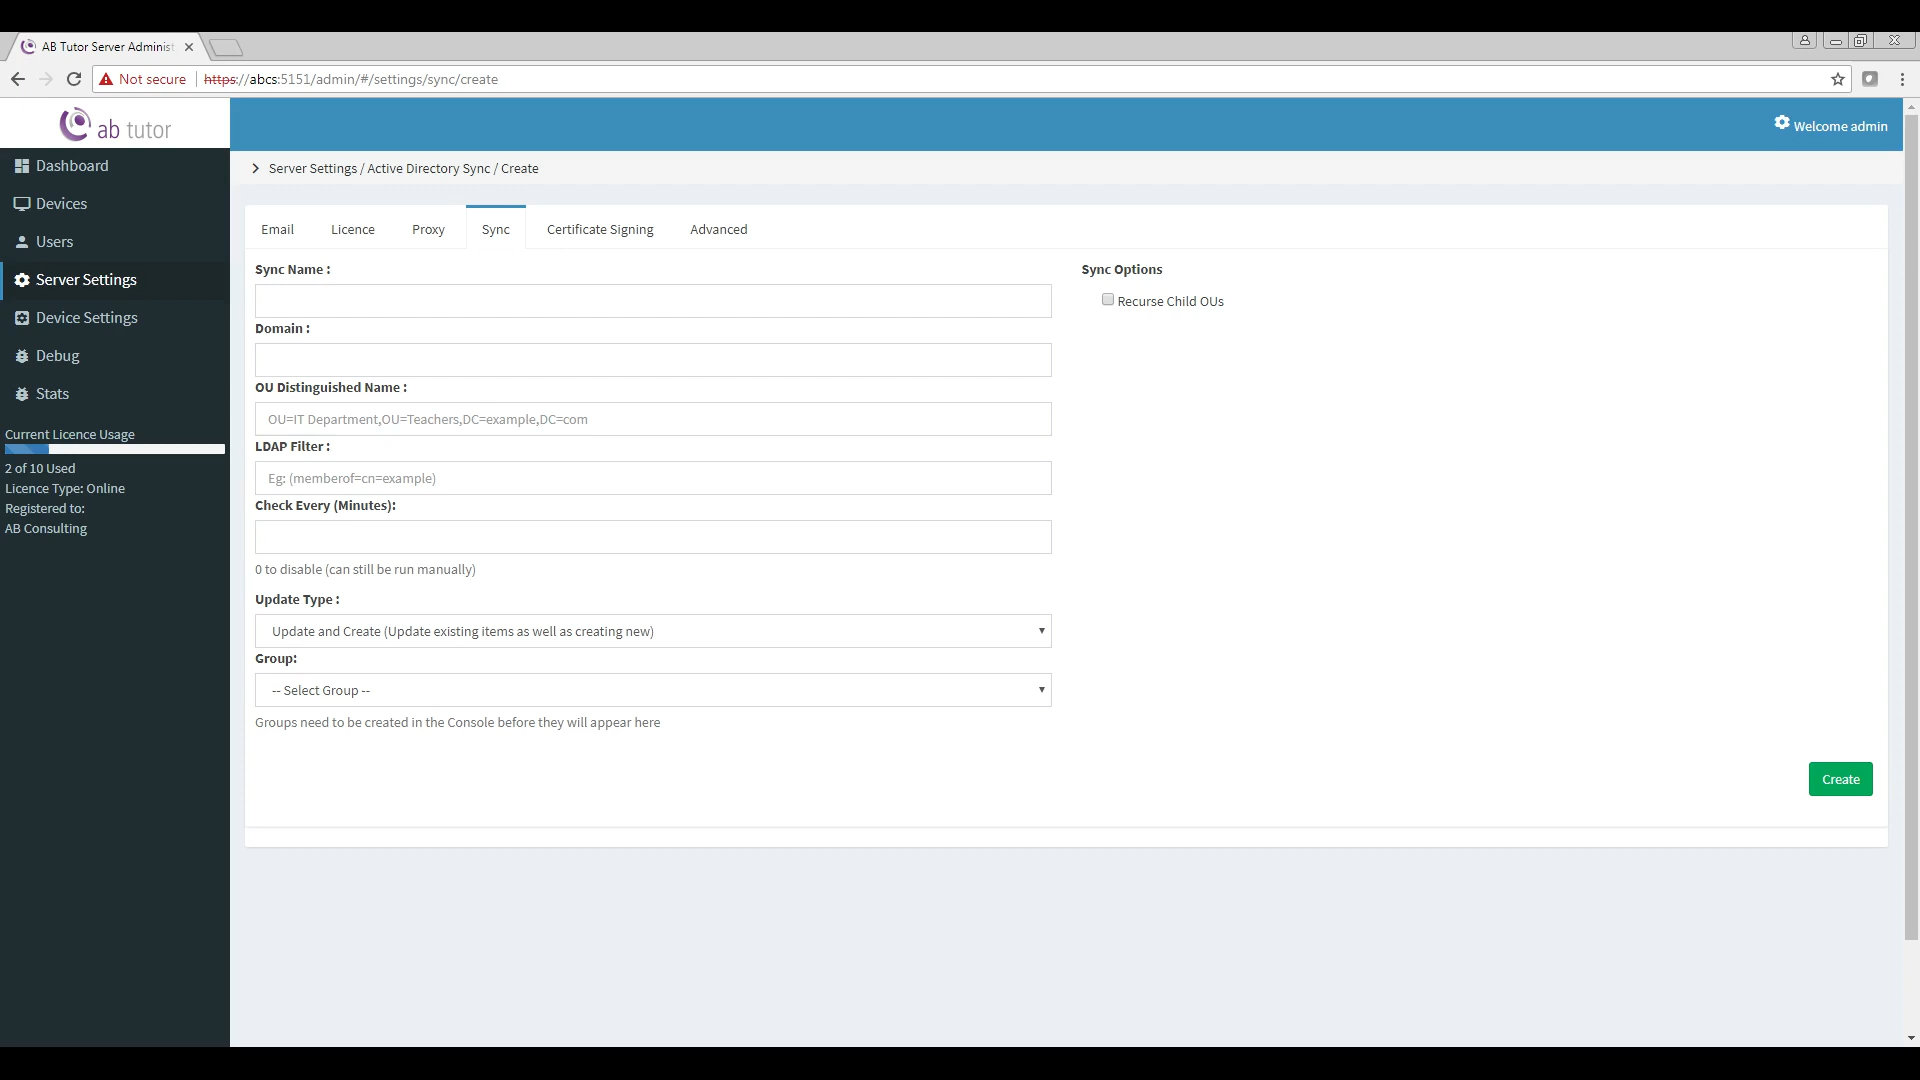 AB Tutor Server Administ
Not secure https://abcs:5151/admin/#/settings/sync/create
ab tutor
Welcome admin
Dashboard
Devices
Users
Server Settings
Device Settings
Debug
Stats
Current Licence Usage
2 of 10 Used
Licence Type: Online
Registered to:
AB Consulting
Server Settings / Active Directory Sync / Create
Email Licence Proxy Sync Certificate Signing Advanced
Sync Name :
Domain :
OU Distinguished Name :
OU=IT Department,OU=Teachers,DC=example,DC=com
LDAP Filter :
Eg: (memberof=cn=example)
Check Every (Minutes):
0 to disable (can still be run manually)
Update Type :
Update and Create (Update existing items as well as creating new)
Group:
-- Select Group --
Groups need to be created in the Console before they will appear here
Sync Options
Recurse Child OUs
Create